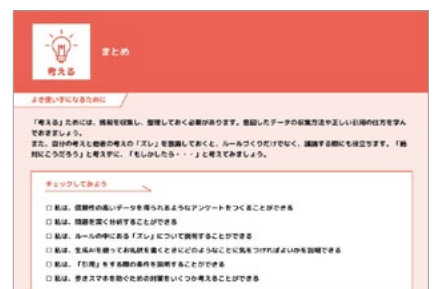 考える
まとめ
よき使い手になるために
「考える」ためには、情報を収集し、整理しておく必要があります。意図したデータの収集方法や正しい引用の仕方を学ん
でおきましょう。
また、自分の考えと他者の考えの「ズレ」を意識しておくと、ルールづくりだけでなく、議論する際にも役立ちます。「絶
対にこうだろう」と考えずに、「もしかしたら・・・」と考えてみましょう。
チェックしてみよう
□ 私は、信頼性の高いデータを得られるようなアンケートをつくることができる
□ 私は、問題を深く分析することができる
□ 私は、ルールの中にある「ズレ」について説明することができる
□ 私は、生成AIを使ってお礼状を書くときにどのようなことに気をつければよいかを説明できる
□ 私は、「引用」をする際の条件を説明することができる
□ 私は、歩きスマホを防ぐための対策をいくつか考えることができる